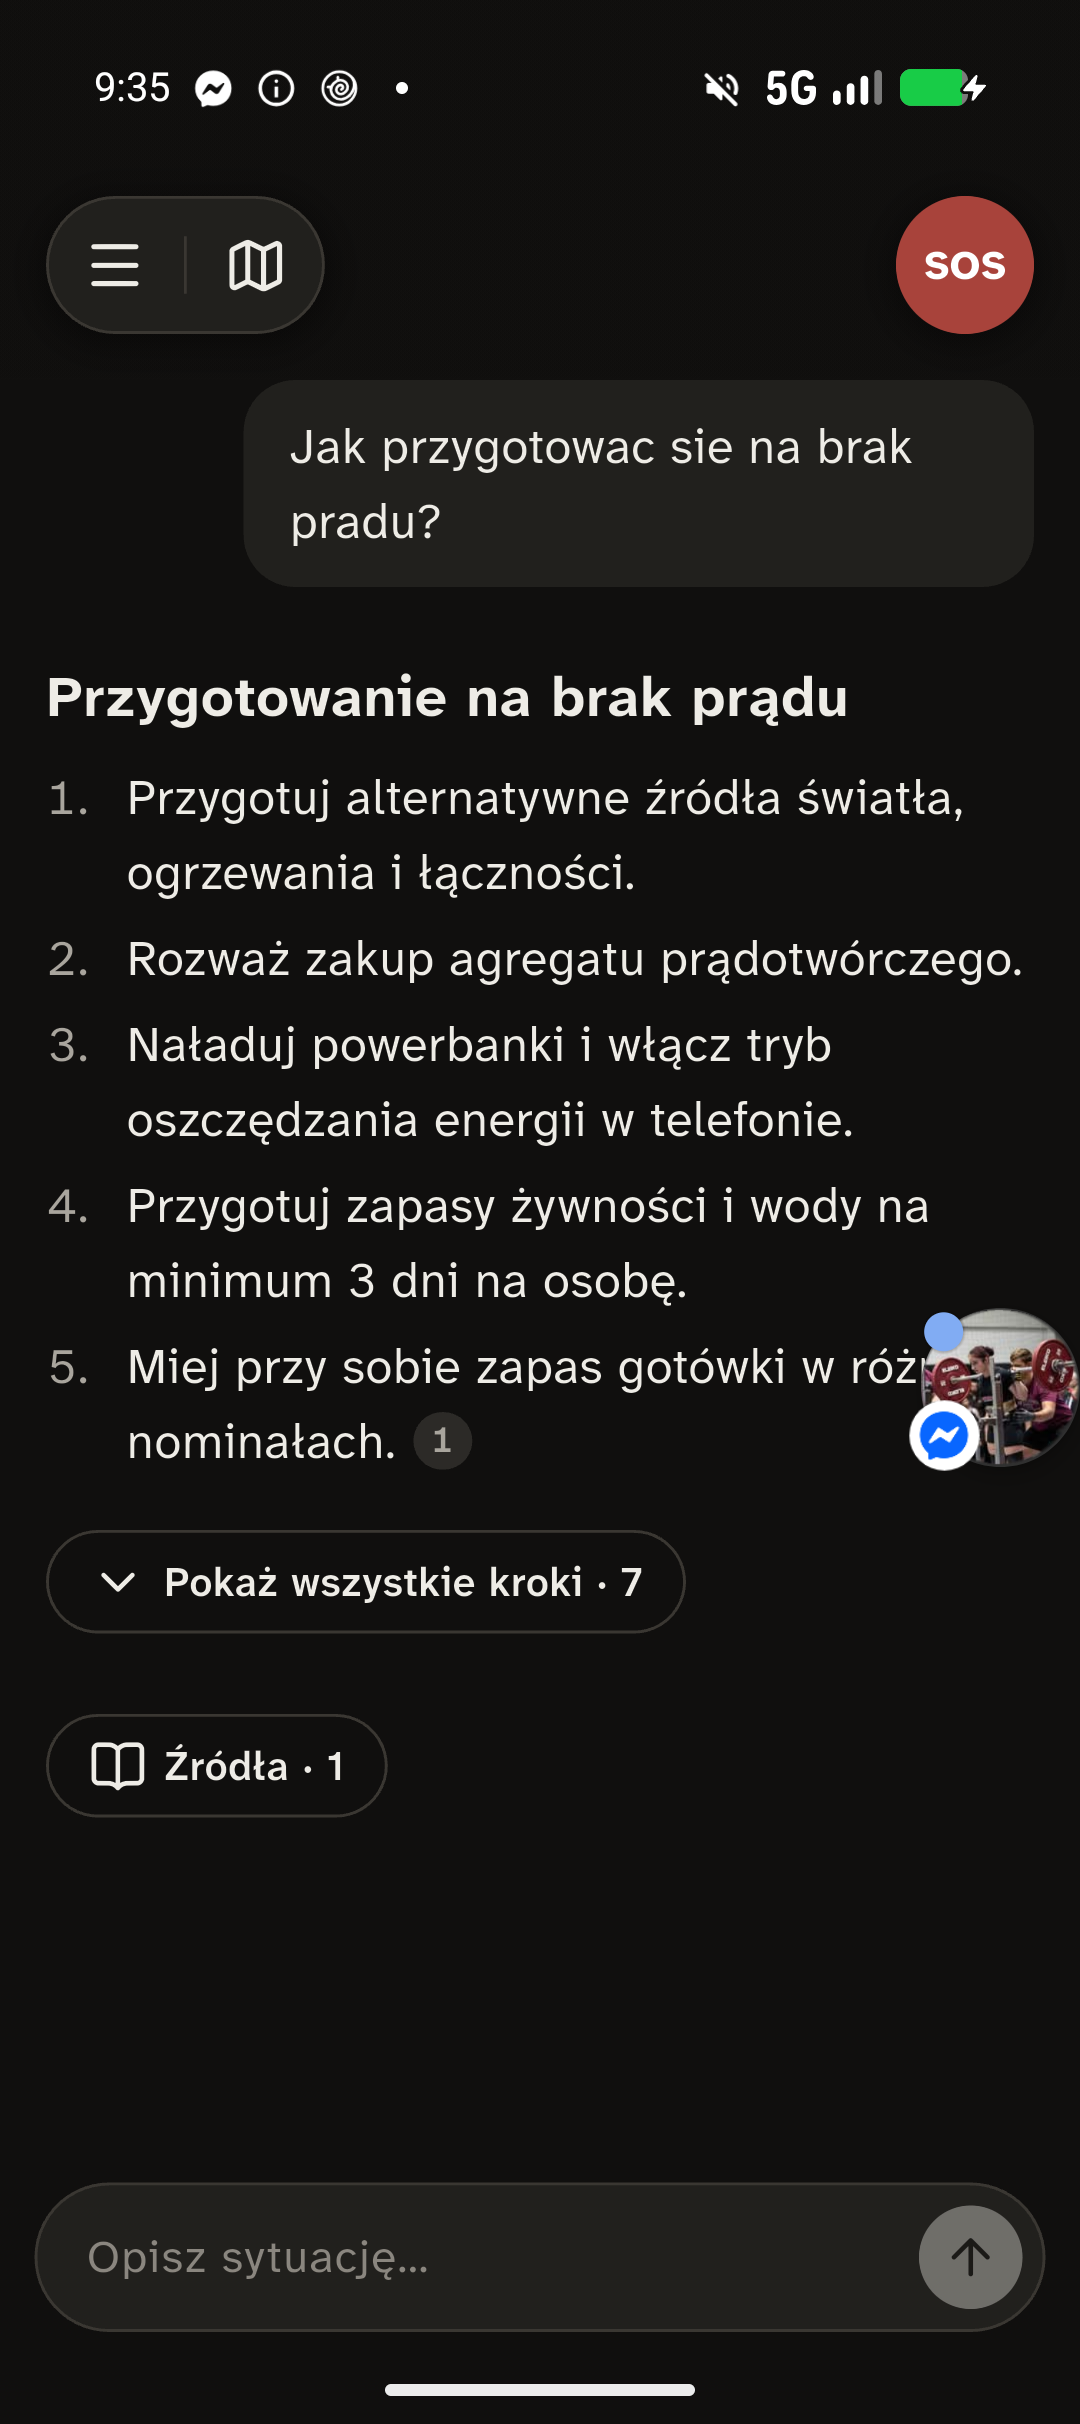 9:35
5G
SOS
Jak przygotowac sie na brak
pradu?
Przygotowanie na brak prądu
1. Przygotuj alternatywne źródła światła,
ogrzewania i łączności.
2. Rozważ zakup agregatu prądotwórczego.
3. Naładuj powerbanki i włącz tryb
oszczędzania energii w telefonie.
4. Przygotuj zapasy żywności i wody na
minimum 3 dni na osobę.
5. Miej przy sobie zapas gotówki w
nominałach. 1
Pokaż wszystkie kroki · 7
Źródła · 1
Opisz sytuację...